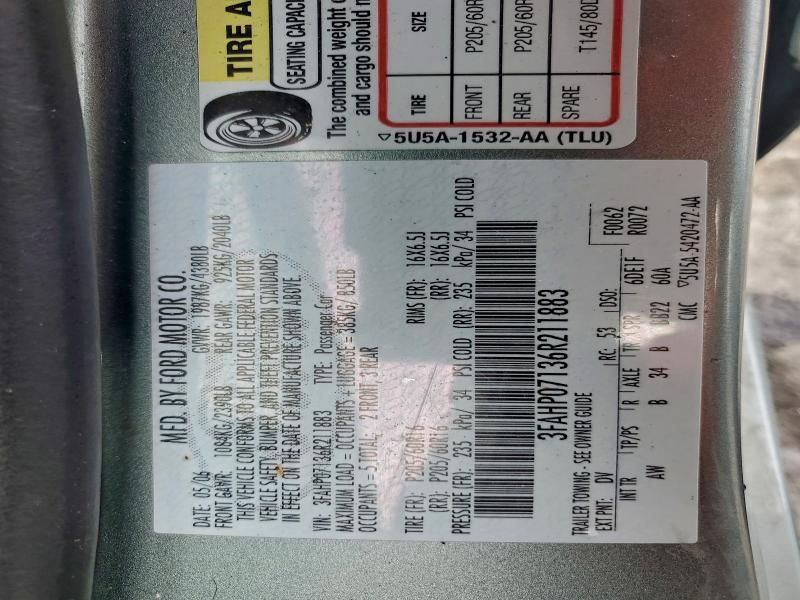 TIRE A
SEATING CAPACI
The combined weight o
and cargo should n
TIRE SIZE
FRONT P205/60R
REAR P205/60R
SPARE T145/80D
5U5A-1532-AA (TLU)
MFD. BY FORD MOTOR CO.
DATE: 05/06 GVWR: 1987KG/4380LB
FRONT GAWR: 1084KG/2390LB REAR GAWR: 925KG/2040LB
THIS VEHICLE CONFORMS TO ALL APPLICABLE FEDERAL MOTOR
VEHICLE SAFETY, BUMPER, AND THEFT PREVENTION STANDARDS
IN EFFECT ON THE DATE OF MANUFACTURE SHOWN ABOVE.
VIN: 3FAHP07136R211883 TYPE: Passenger Car
MAXIMUM LOAD = OCCUPANTS + LUGGAGE = 385KG/ 850LB
OCCUPANTS = 5 TOTAL: 2 FRONT, 3 REAR
TIRE (FR): P205/60R16 RIMS (FR): 16X6.5J
(RR): P205/60R16 (RR): 16X6.5J
PRESSURE (FR): 235 kPa/ 34 PSI COLD (RR): 235 kPa/ 34 PSI COLD
3FAHP07136R211883
TRAILER TOWING - SEE OWNER GUIDE F0062
EXT PNT: DV RC: 53 DSO: R0072
INT TR TP/PS R AXLE TR SPR 6DETF
AW B 34 B BB22 60A
CMC 5U5A-5420472-AA